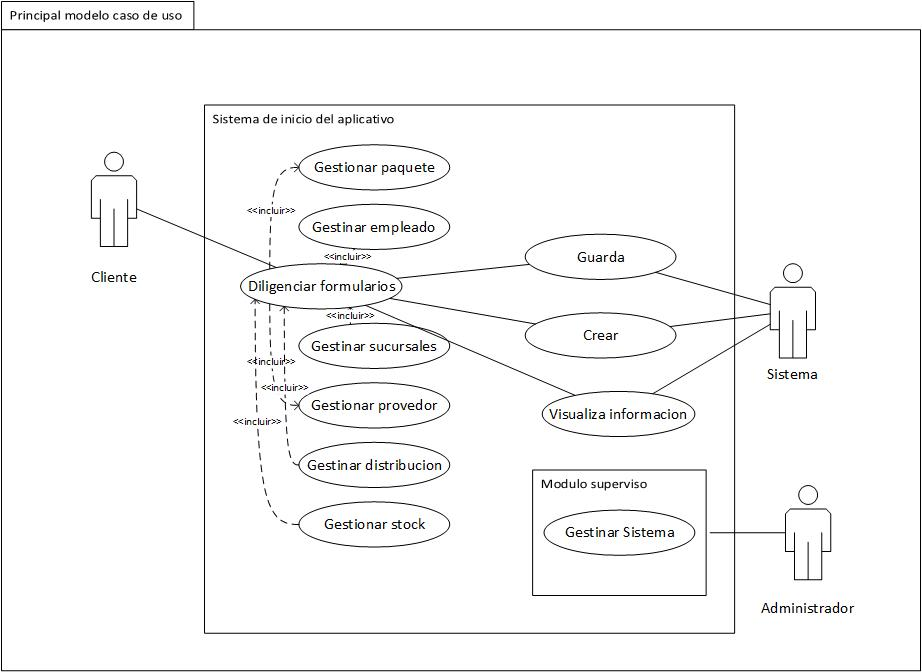 Principal modelo caso de uso
Sistema de inicio del aplicativo
Gestionar paquete
<<incluir>>
Gestinar empleado
<<incluir>>
Cliente
Diligenciar formularios
Guarda
<<incluir>>
Gestinar sucursales
Crear
<<incluir>>
Sistema
<<incluir>>
Gestionar provedor
Visualiza informacion
<<incluir>>
Gestinar distribucion
Modulo superviso
Gestionar stock
Gestinar Sistema
Administrador